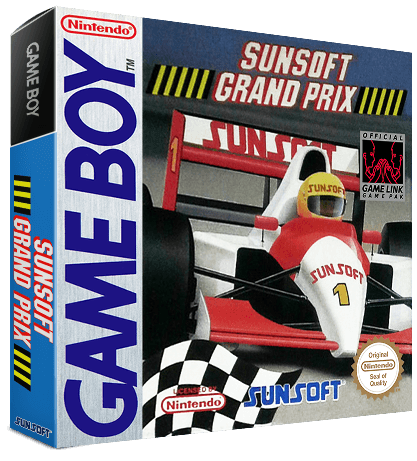 GAME BOY
SUNSOFT
GRAND PRIX
SUNSOFT
Nintendo
GAME BOY
TM
SUNSOFT
GRAND PRIX
SUNSOFT
1
OFFICIAL
GAME LINK
GAME PAK
SUNSOFT
SUNSOFT
1
LICENSED BY
Nintendo
SUNSOFT
Original
Nintendo
Seal of
Quality